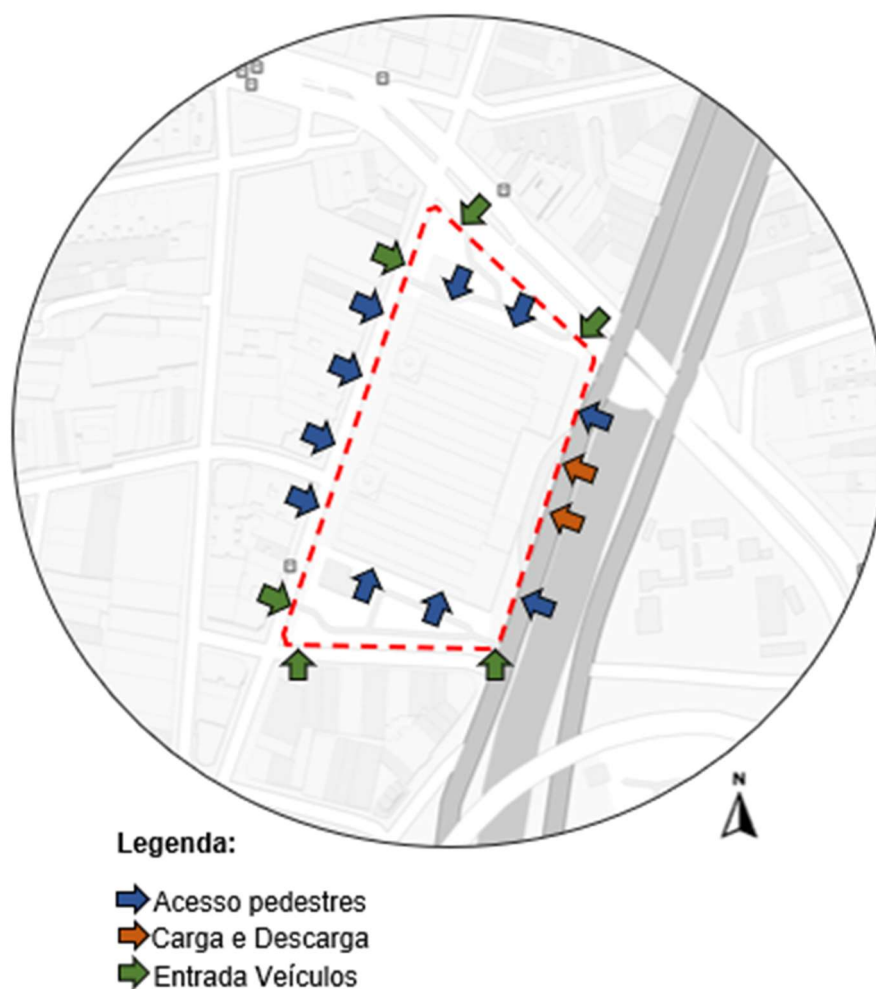 N
Legenda:
Acesso pedestres
Carga e Descarga
Entrada Veículos